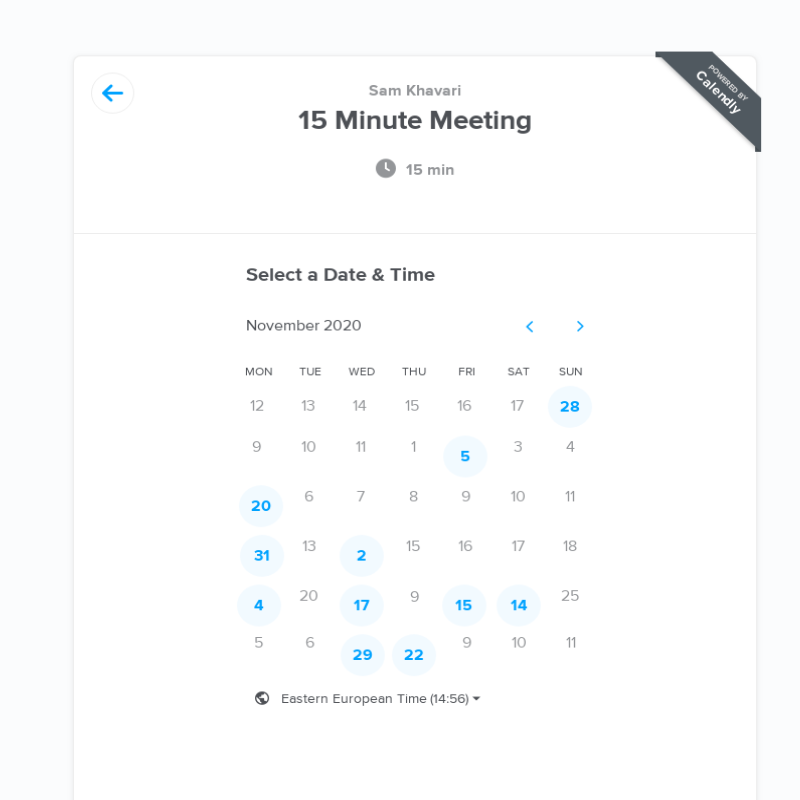 POWERED BY
Calendly
Sam Khavari
15 Minute Meeting
15 min
Select a Date & Time
November 2020
MON TUE WED THU FRI SAT SUN
12 13 14 15 16 17 28
9 10 11 1 5 3 4
20 6 7 8 9 10 11
31 13 2 15 16 17 18
4 20 17 9 15 14 25
5 6 29 22 9 10 11
Eastern European Time (14:56)